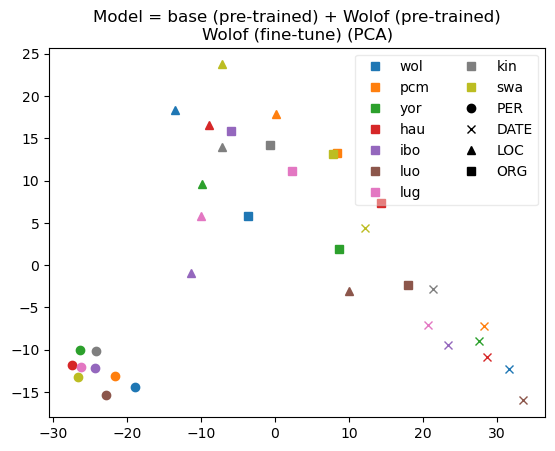 Model = base (pre-trained) + Wolof (pre-trained)
Wolof (fine-tune) (PCA)
25
20
15
10
5
0
−5
−10
−15
−30
−20
−10
0
10
20
30
wol
pcm
yor
hau
ibo
luo
lug
kin
swa
PER
DATE
LOC
ORG